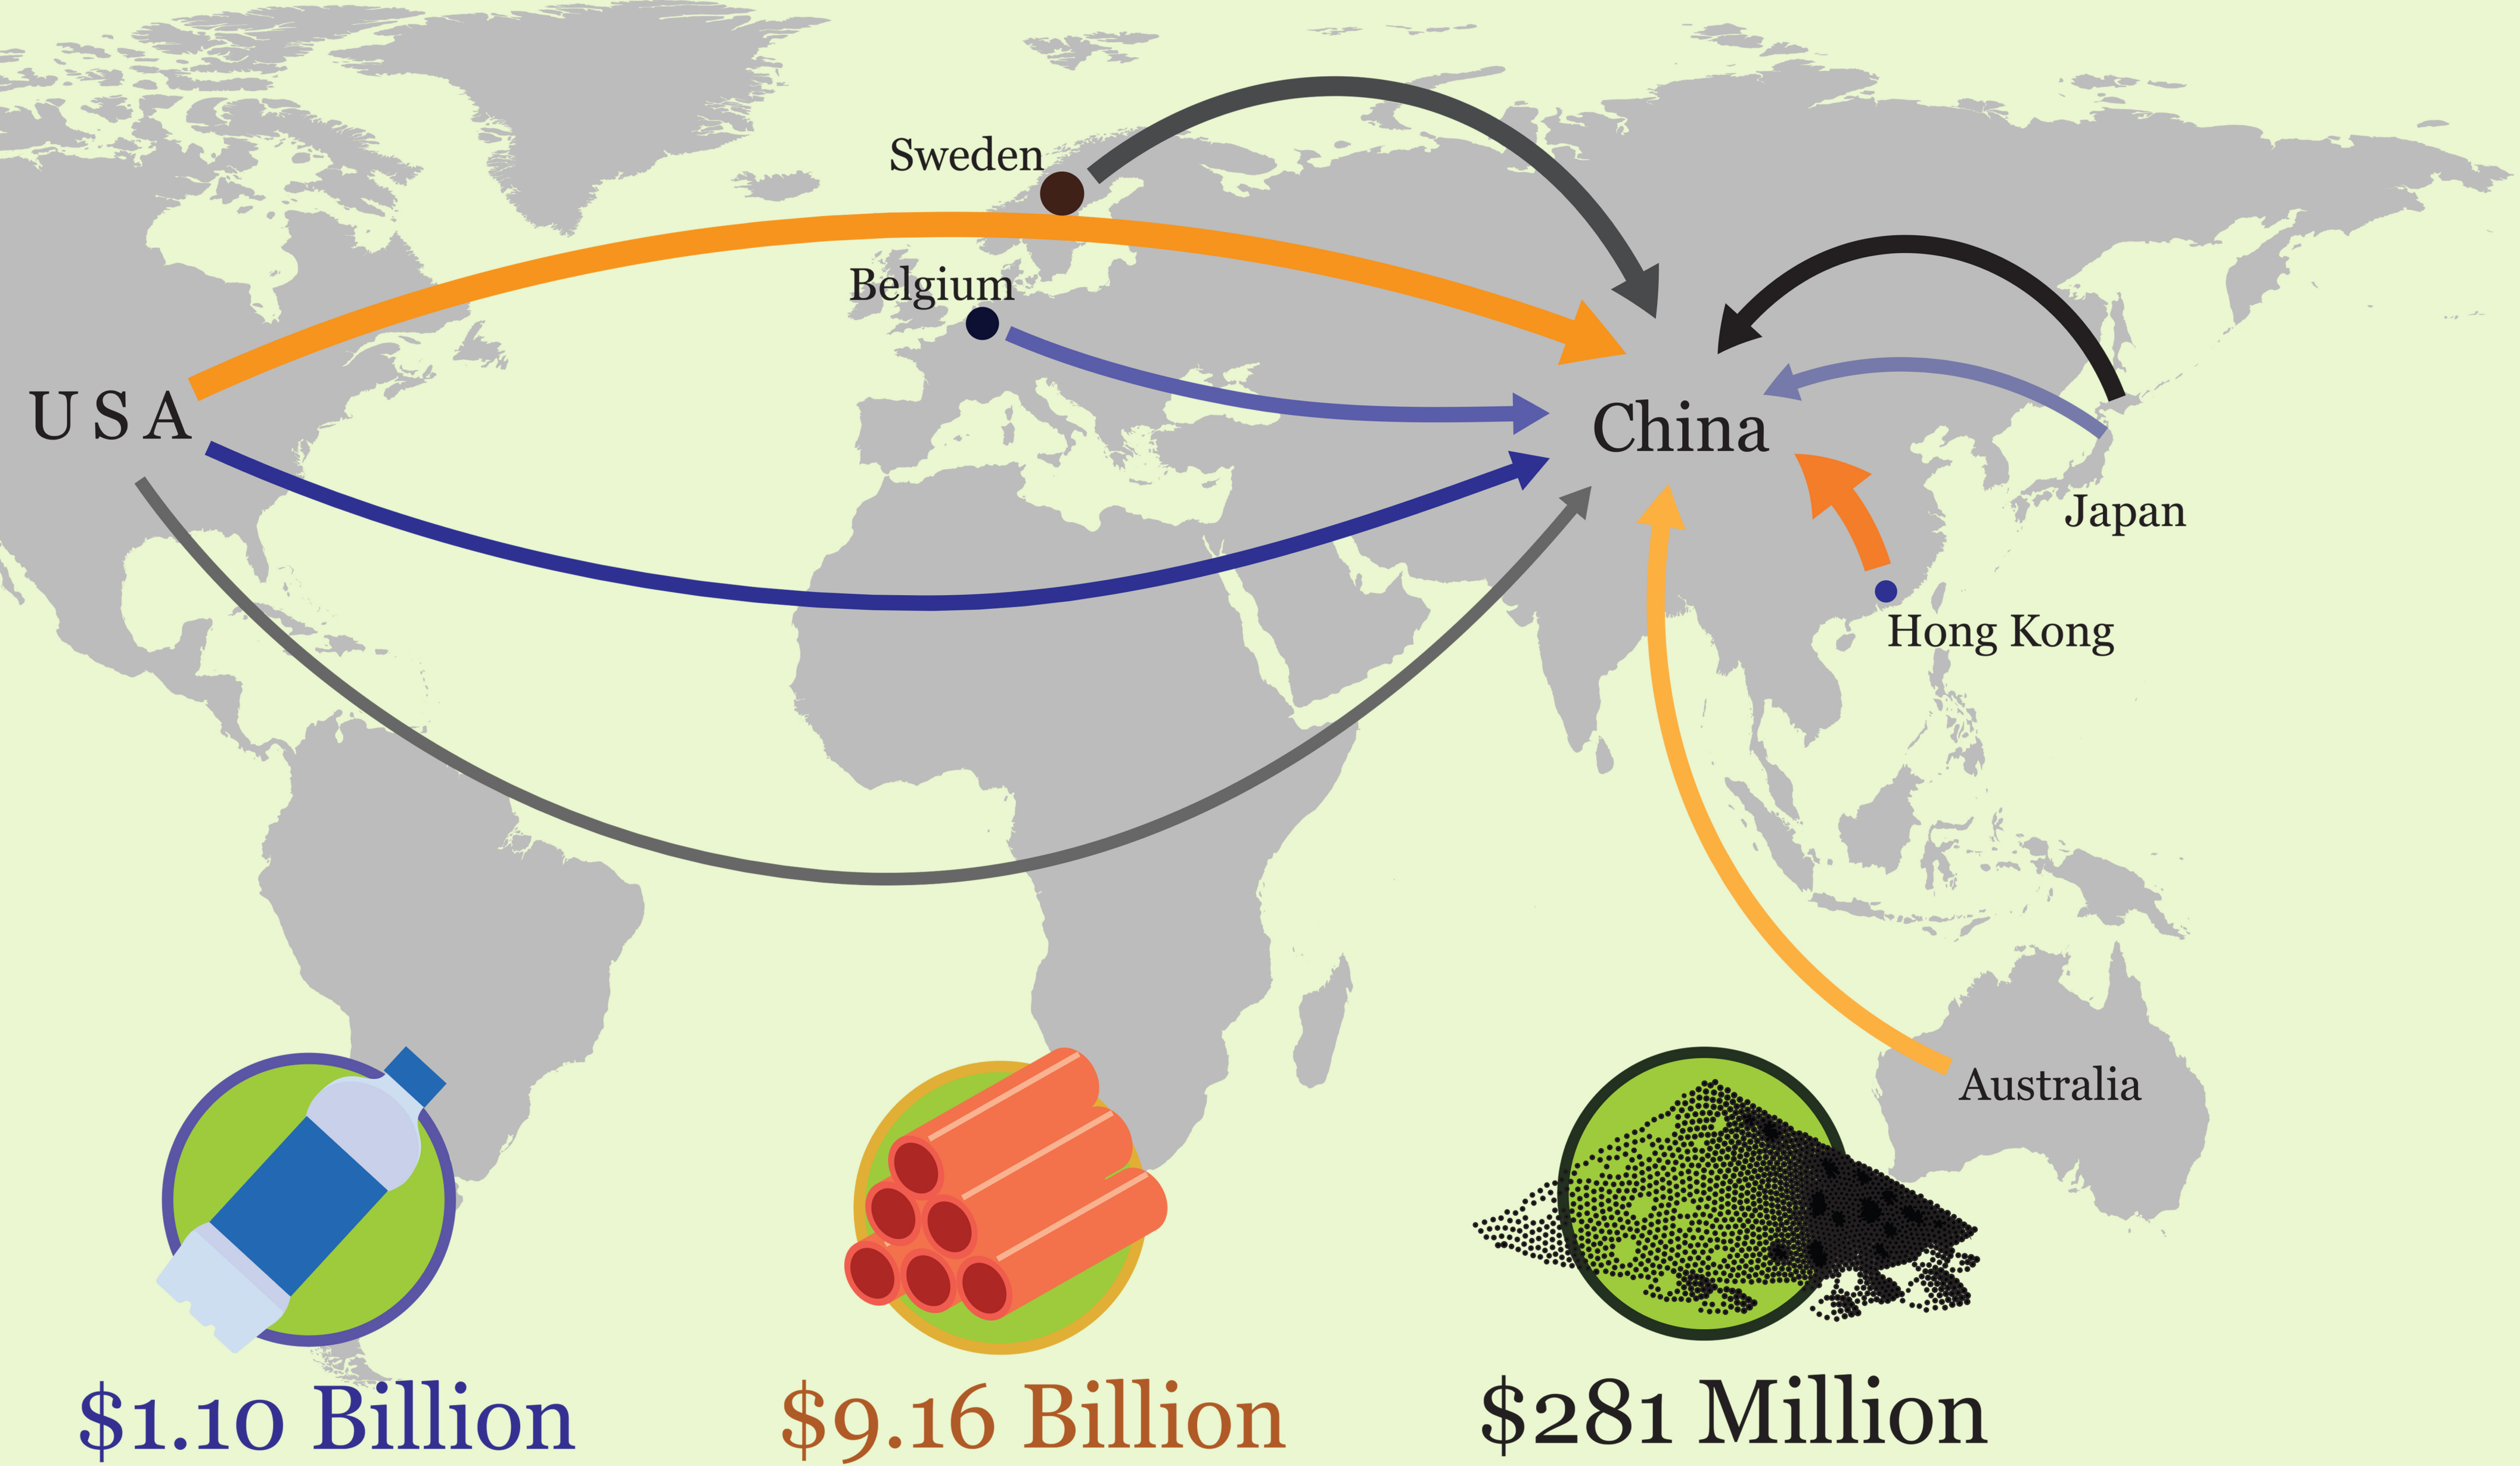 Sweden
Belgium
USA
China
Japan
Hong Kong
Australia
$1.10 Billion
$9.16 Billion
$281 Million